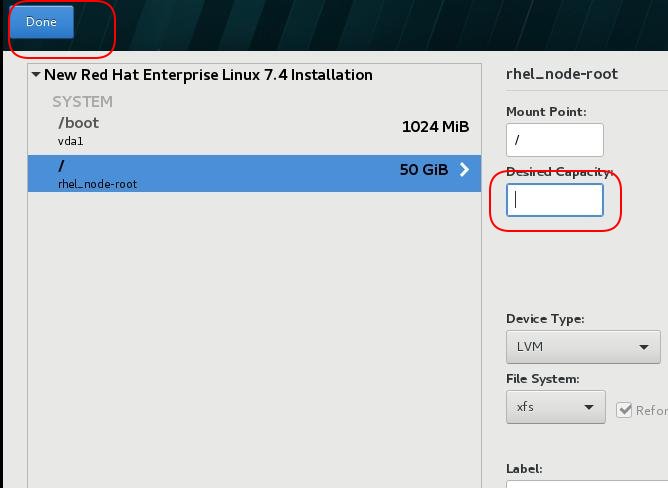 Done
New Red Hat Enterprise Linux 7.4 Installation
SYSTEM
/boot
1024 MiB
vda1
/
50 GiB
rhel_node-root
rhel_node-root
Mount Point:
/
Desired Capacity:
Device Type:
LVM
File System:
xfs
Refor
Label: